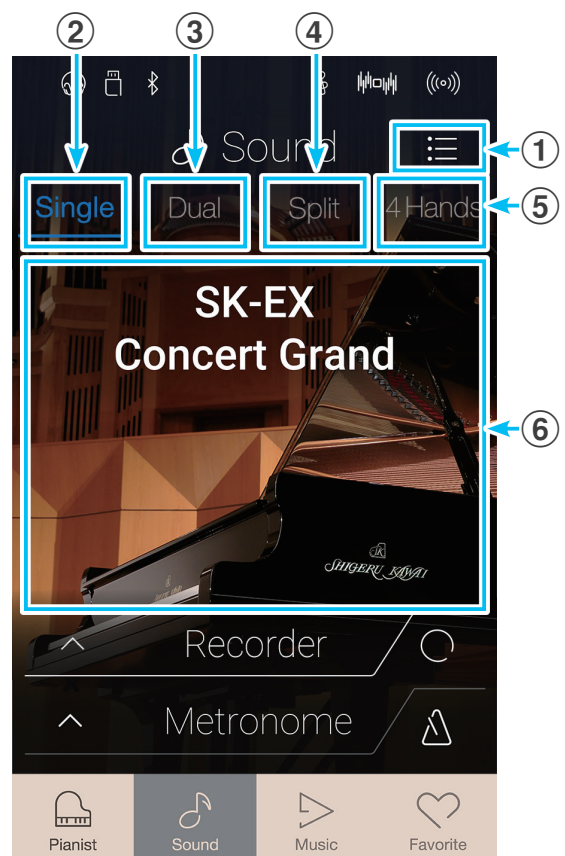 ② ③ ④
Sound
①
Single Dual Split 4 Hands
⑤
SK-EX
Concert Grand
⑥
SK
SHIGERU KAWAI
Recorder
Metronome
Pianist Sound Music Favorite